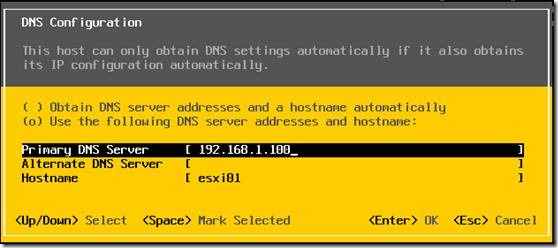 DNS Configuration
This host can only obtain DNS settings automatically if it also obtains
its IP configuration automatically.
( ) Obtain DNS server addresses and a hostname automatically
(o) Use the following DNS server addresses and hostname:
Primary DNS Server [ 192.168.1.100_ ]
Alternate DNS Server [ ]
Hostname [ esxi01 ]
<Up/Down> Select <Space> Mark Selected <Enter> OK <Esc> Cancel